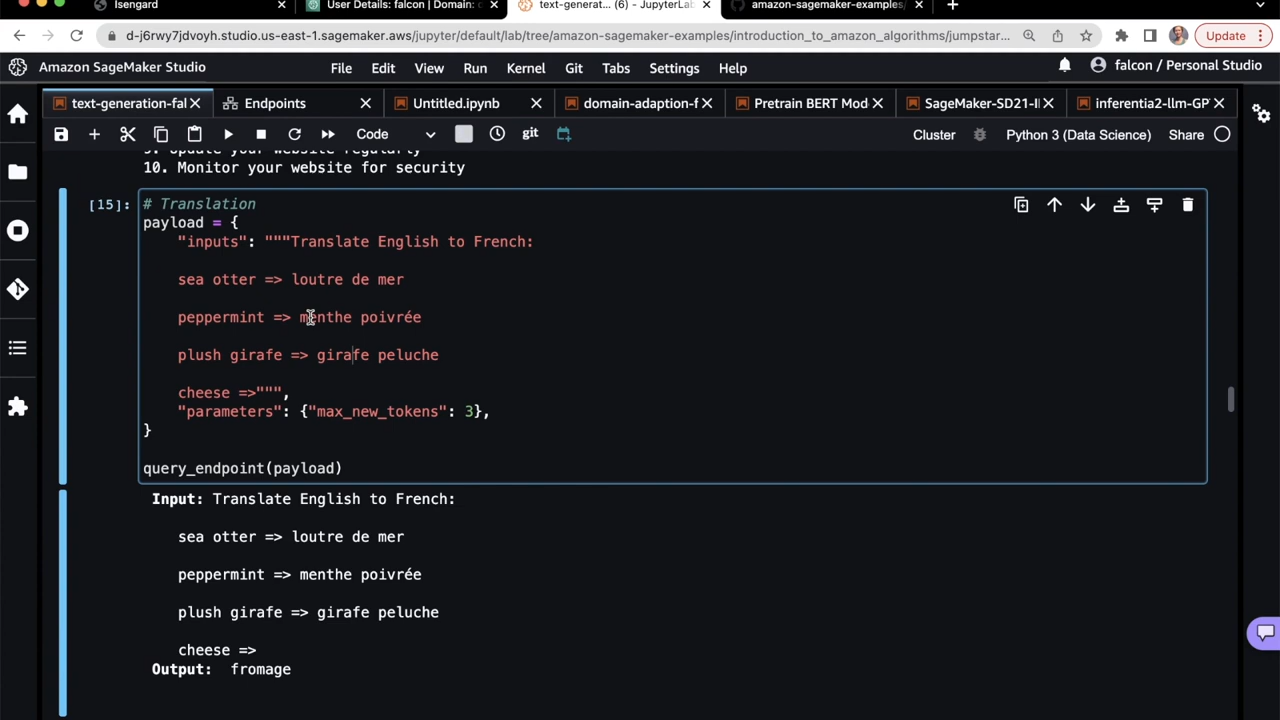 Isengard
User Details: falcon | Domain:
text-generat... (6) - JupyterLab
amazon-sagemaker-examples/
d-j6rwy7jdvoyh.studio.us-east-1.sagemaker.aws/jupyter/default/lab/tree/amazon-sagemaker-examples/introduction_to_amazon_algorithms/jumpstar...
Update
Amazon SageMaker Studio
File Edit View Run Kernel Git Tabs Settings Help
falcon / Personal Studio
text-generation-fal
Endpoints
Untitled.ipynb
domain-adaption-f
Pretrain BERT Mod
SageMaker-SD21-I
inferentia2-llm-GP
Code
git
Cluster
Python 3 (Data Science)
Share
9. Update your website regularly
10. Monitor your website for security
[15]:
# Translation
payload = {
"inputs": """Translate English to French:
sea otter => loutre de mer
peppermint => menthe poivrée
plush girafe => girafe peluche
cheese =>""",
"parameters": {"max_new_tokens": 3},
}
query_endpoint(payload)
Input: Translate English to French:
sea otter => loutre de mer
peppermint => menthe poivrée
plush girafe => girafe peluche
cheese =>
Output: fromage